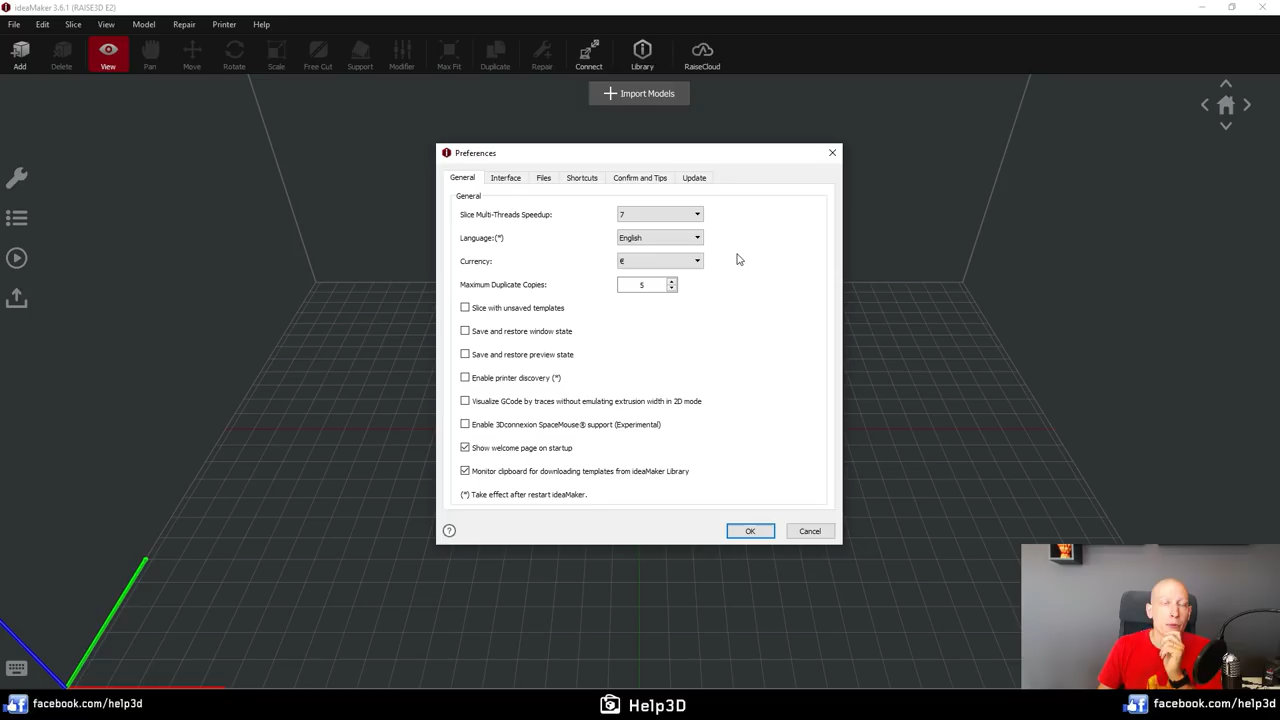 ideaMaker 3.6.1 (RAISE3D E2)
File Edit Slice View Model Repair Printer Help
Add Delete View Pan Move Rotate Scale Free Cut Support Modifier Max Fit Duplicate Repair Connect Library RaiseCloud
Import Models
Preferences
General Interface Files Shortcuts Confirm and Tips Update
General
Slice Multi-Threads Speedup: 7
Language:(*) English
Currency: €
Maximum Duplicate Copies: 5
Slice with unsaved templates
Save and restore window state
Save and restore preview state
Enable printer discovery (*)
Visualize GCode by traces without emulating extrusion width in 2D mode
Enable 3Dconnexion SpaceMouse® support (Experimental)
Show welcome page on startup
Monitor clipboard for downloading templates from ideaMaker Library
(*) Take effect after restart ideaMaker.
OK Cancel
facebook.com/help3d Help3D facebook.com/help3d